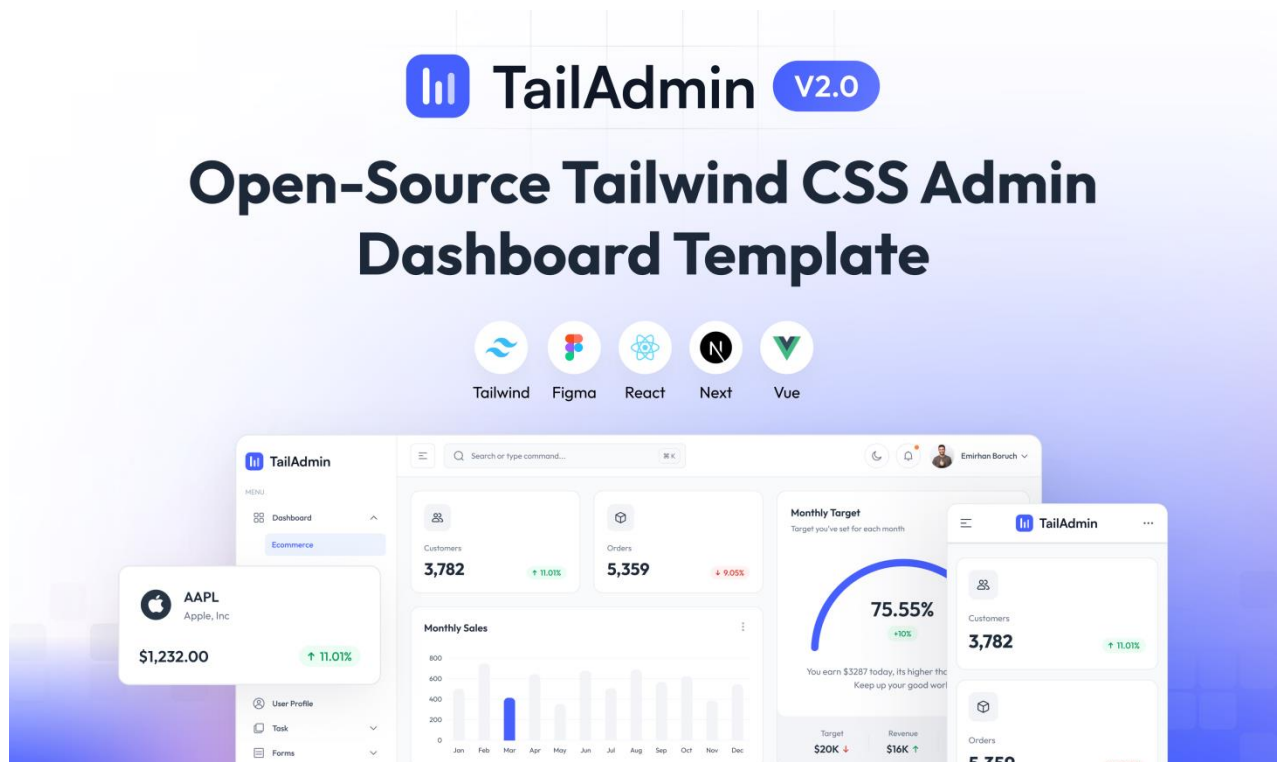 TailAdmin V2.0
Open-Source Tailwind CSS Admin
Dashboard Template
Tailwind Figma React Next Vue
TailAdmin
Search or type command...
⌘ K
Emirhan Boruch
MENU
Dashboard
Ecommerce
AAPL
Apple, Inc
$1,232.00
↑ 11.01%
User Profile
Task
Forms
Customers
3,782
↑ 11.01%
Orders
5,359
↓ 9.05%
Monthly Sales
800
600
400
200
0
Jan Feb Mar Apr May Jun Jul Aug Sep Oct Nov Dec
Monthly Target
Target you've set for each month
75.55%
+10%
You earn $3287 today, its higher
Keep up your good
Target
$20K ↓
Revenue
$16K ↑
TailAdmin
Customers
3,782
↑ 11.01%
Orders
5,359